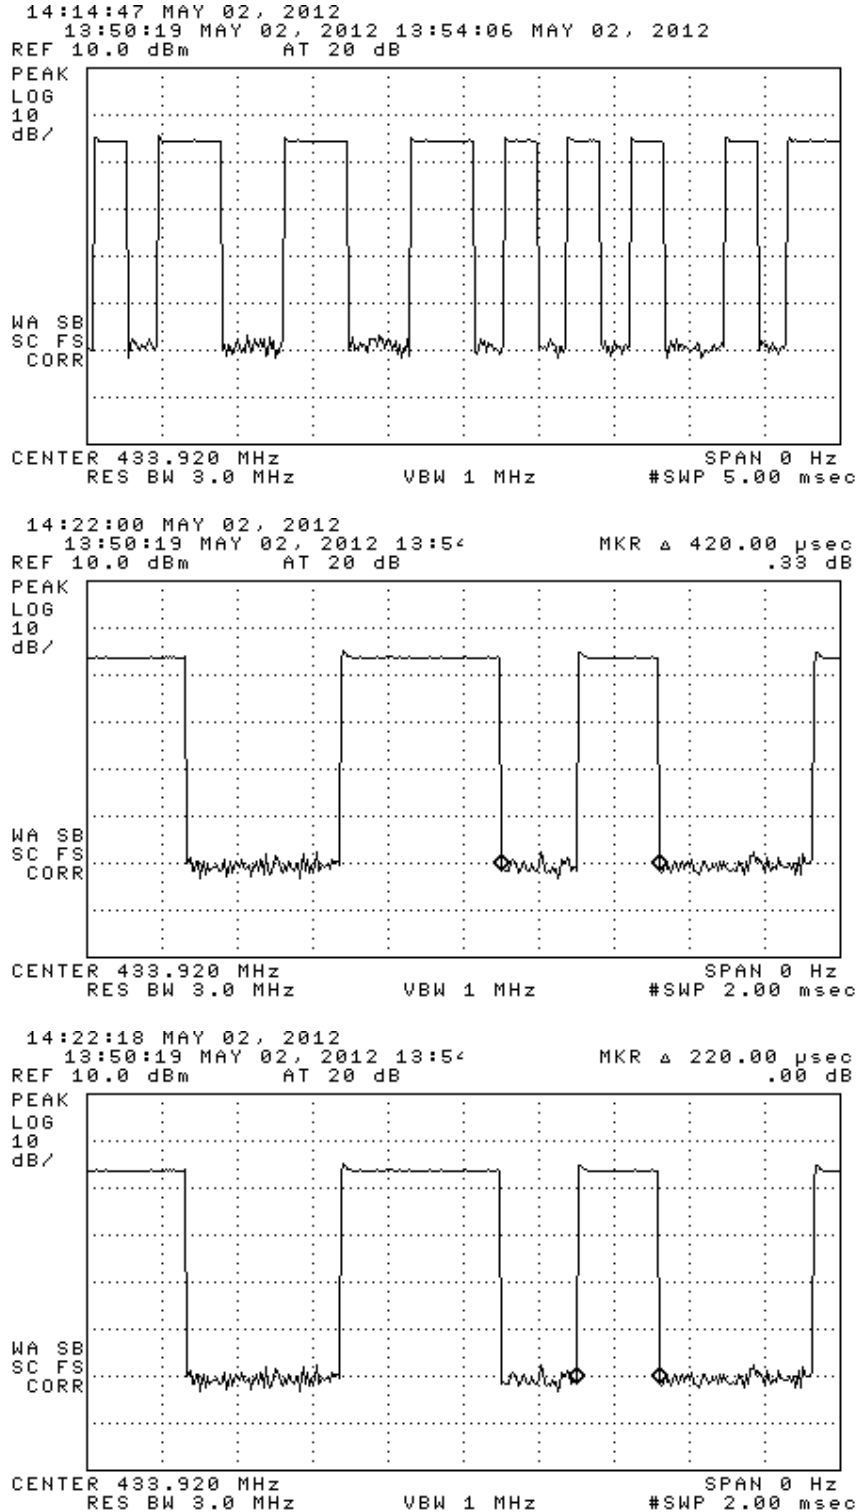 14:14:47 MAY 02, 2012
13:50:19 MAY 02, 2012 13:54:06 MAY 02, 2012
REF 10.0 dBm AT 20 dB
PEAK
LOG
10
dB/
WA SB
SC FS
CORR
CENTER 433.920 MHz SPAN 0 Hz
RES BW 3.0 MHz VBW 1 MHz #SWP 5.00 msec
14:22:00 MAY 02, 2012
13:50:19 MAY 02, 2012 13:54 MKR Δ 420.00 µsec
REF 10.0 dBm AT 20 dB .33 dB
PEAK
LOG
10
dB/
WA SB
SC FS
CORR
CENTER 433.920 MHz SPAN 0 Hz
RES BW 3.0 MHz VBW 1 MHz #SWP 2.00 msec
14:22:18 MAY 02, 2012
13:50:19 MAY 02, 2012 13:54 MKR Δ 220.00 µsec
REF 10.0 dBm AT 20 dB .00 dB
PEAK
LOG
10
dB/
WA SB
SC FS
CORR
CENTER 433.920 MHz SPAN 0 Hz
RES BW 3.0 MHz VBW 1 MHz #SWP 2.00 msec